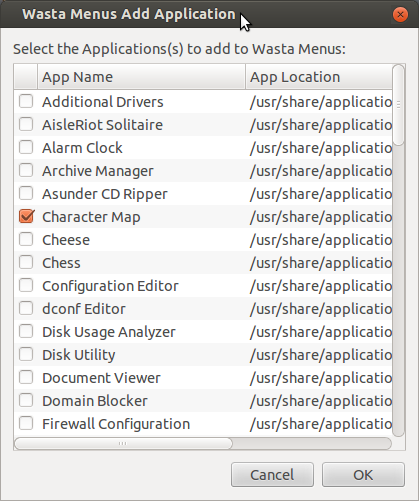 Wasta Menus Add Application
Select the Applications(s) to add to Wasta Menus:
App Name App Location
Additional Drivers /usr/share/applicatio
AisleRiot Solitaire /usr/share/applicatio
Alarm Clock /usr/share/applicatio
Archive Manager /usr/share/applicatio
Asunder CD Ripper /usr/share/applicatio
Character Map /usr/share/applicatio
Cheese /usr/share/applicatio
Chess /usr/share/applicatio
Configuration Editor /usr/share/applicatio
dconf Editor /usr/share/applicatio
Disk Usage Analyzer /usr/share/applicatio
Disk Utility /usr/share/applicatio
Document Viewer /usr/share/applicatio
Domain Blocker /usr/share/applicatio
Firewall Configuration /usr/share/applicatio
Cancel OK